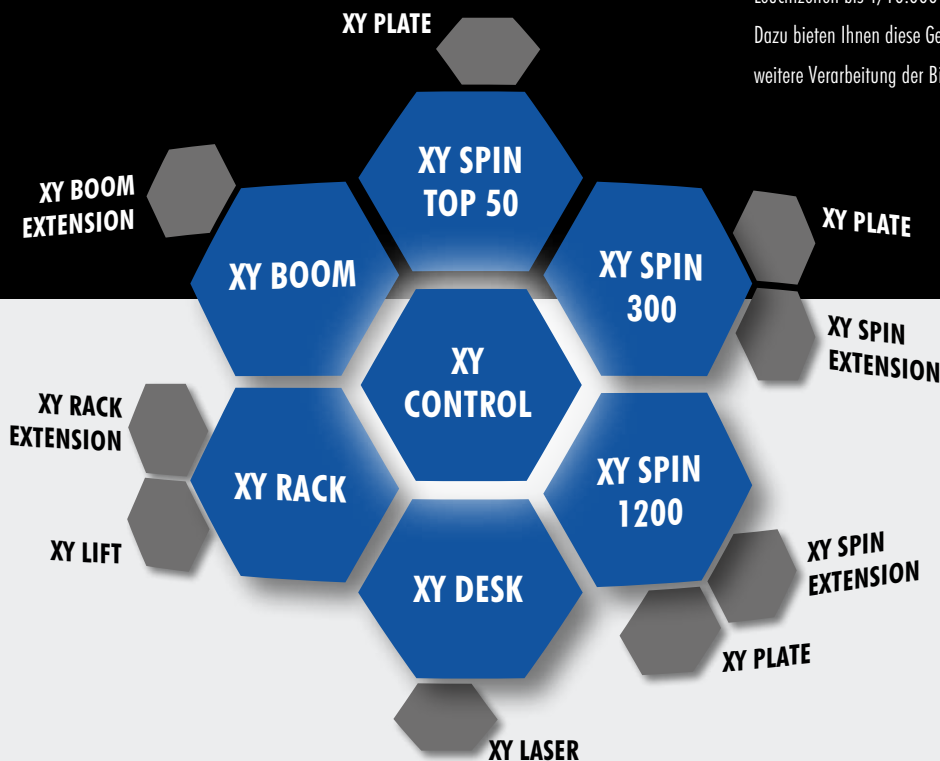 XY PLATE
Dazu bieten Ihnen diese
weitere Verarbeitung der
XY SPIN
TOP 50
XY BOOM
EXTENSION
XY BOOM
XY SPIN
300
XY PLATE
XY SPIN
EXTENSION
XY
CONTROL
XY RACK
EXTENSION
XY RACK
XY SPIN
1200
XY LIFT
XY DESK
XY SPIN
EXTENSION
XY PLATE
XY LASER